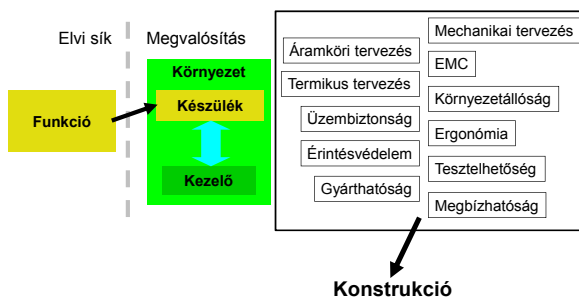 Elvi sík
Megvalósítás
Funkció
Környezet
Készülék
Kezelő
Áramköri tervezés
Termikus tervezés
Üzembiztonság
Érintésvédelem
Gyárthatóság
Mechanikai tervezés
EMC
Környezetállóság
Ergonómia
Tesztelhetőség
Megbízhatóság
Konstrukció